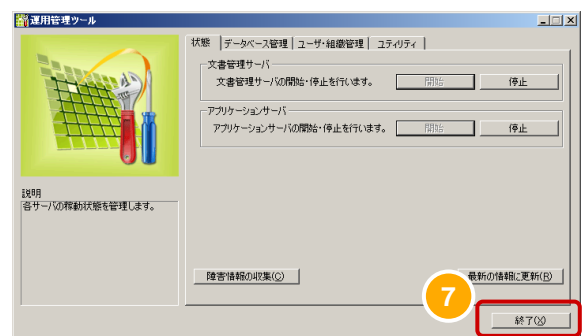 運用管理ツール
状態 データベース管理 ユーザ・組織管理 ユティリティ
文書管理サーバ
文書管理サーバの開始・停止を行います。 開始 停止
アプリケーションサーバ
アプリケーションサーバの開始・停止を行います。 開始 停止
説明
各サーバの稼動状態を管理します。
障害情報の収集(C) 最新の情報に更新(R)
7
終了(X)